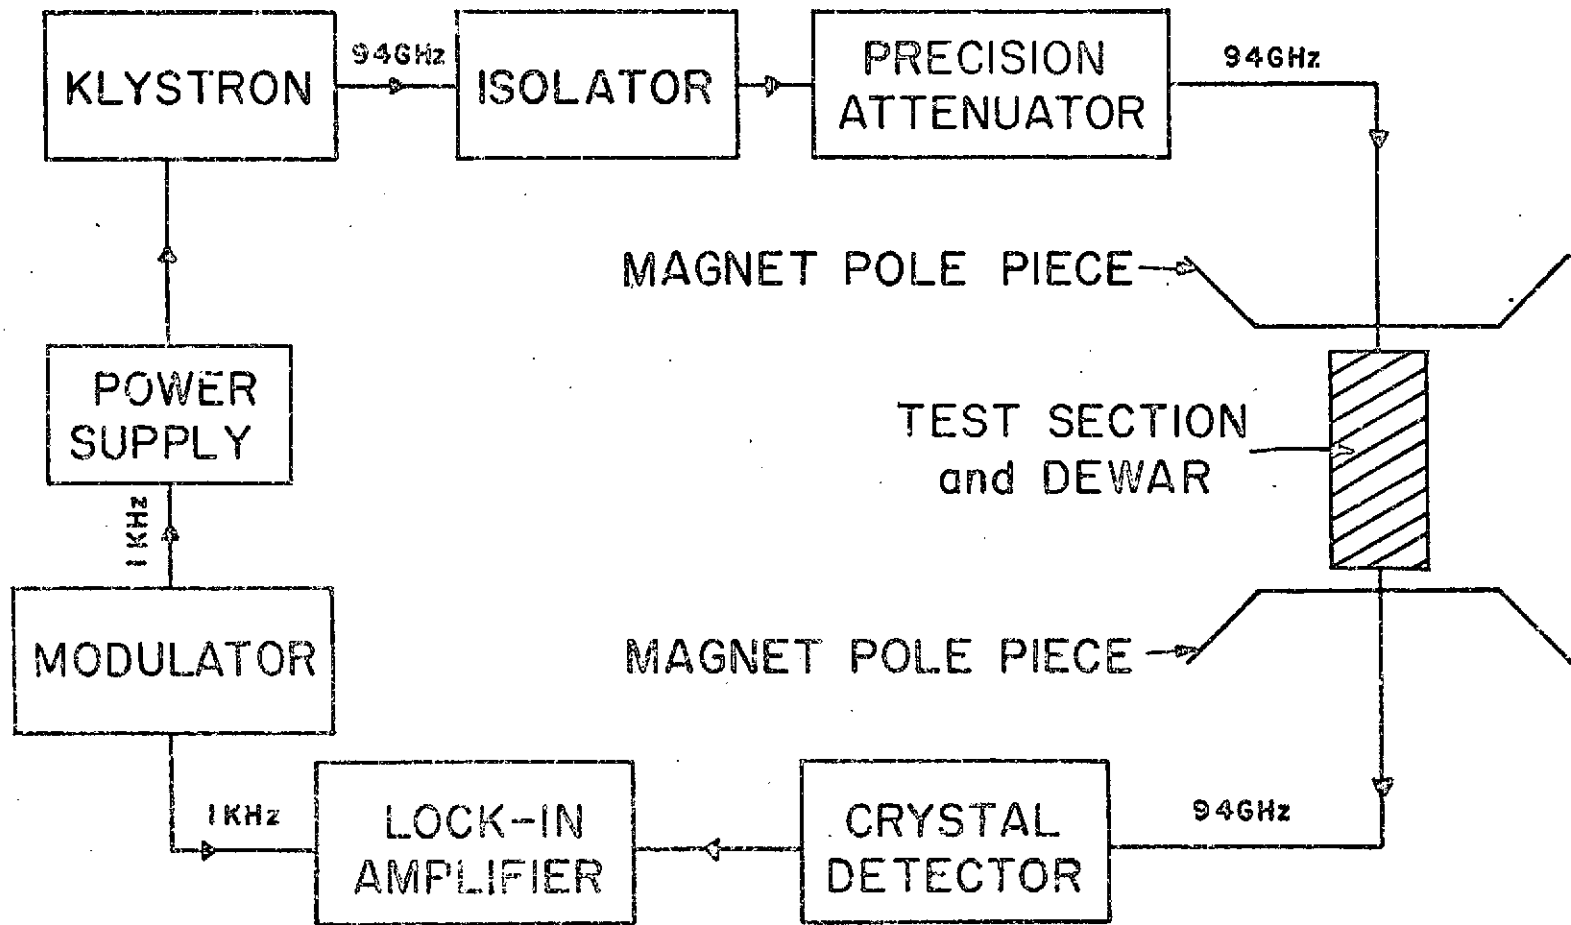 KLYSTRON
94GHz
ISOLATOR
PRECISION
ATTENUATOR
94GHz
MAGNET POLE PIECE
POWER
SUPPLY
TEST SECTION
and DEWAR
1KHz
MODULATOR
MAGNET POLE PIECE
1KHz
LOCK-IN
AMPLIFIER
CRYSTAL
DETECTOR
94GHz